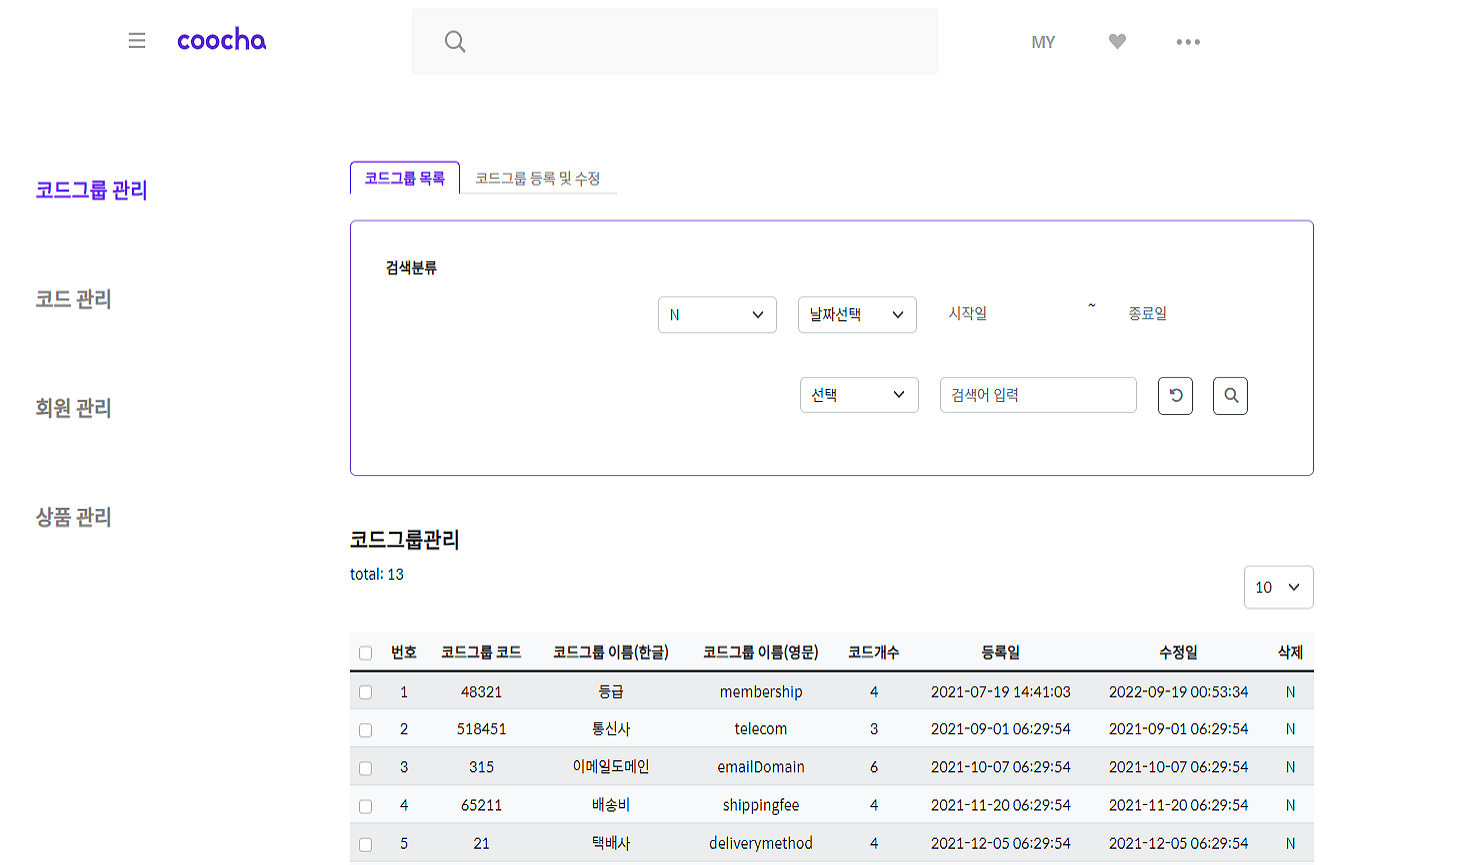 coocha
MY
코드그룹 관리
코드 관리
회원 관리
상품 관리
코드그룹 목록 코드그룹 등록 및 수정
검색분류
N 날짜선택 시작일 ~ 종료일
선택 검색어 입력
코드그룹관리
total: 13
10
번호 코드그룹 코드 코드그룹 이름(한글) 코드그룹 이름(영문) 코드개수 등록일 수정일 삭제
1 48321 등급 membership 4 2021-07-19 14:41:03 2022-09-19 00:53:34 N
2 518451 통신사 telecom 3 2021-09-01 06:29:54 2021-09-01 06:29:54 N
3 315 이메일도메인 emailDomain 6 2021-10-07 06:29:54 2021-10-07 06:29:54 N
4 65211 배송비 shippingfee 4 2021-11-20 06:29:54 2021-11-20 06:29:54 N
5 21 택배사 deliverymethod 4 2021-12-05 06:29:54 2021-12-05 06:29:54 N